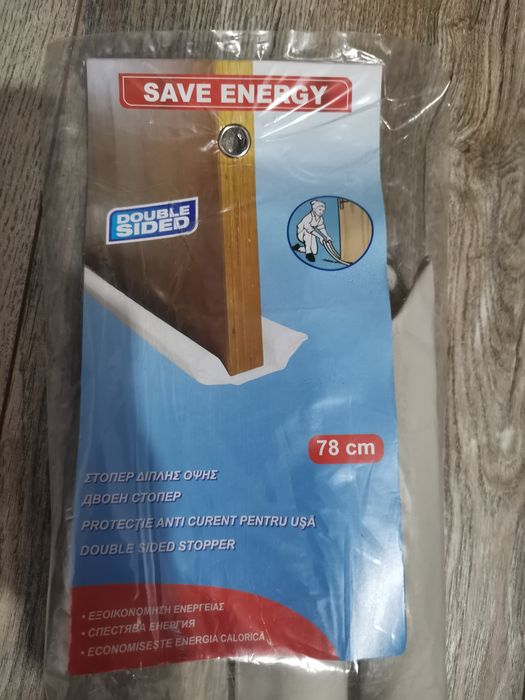 SAVE ENERGY
DOUBLE
SIDED
78 cm
ΣΤΟΠΕΡ ΔΙΠΛΗΣ ΟΨΗΣ
ДВОЕН СТОПЕР
PROTECȚIE ANTI CURENT PENTRU UȘĂ
DOUBLE SIDED STOPPER
• ΕΞΟΙΚΟΝΟΜΗΣΗ ΕΝΕΡΓΕΙΑΣ
• СПЕСТЯВА ЕНЕРГИЯ
• ECONOMISEȘTE ENERGIA CALORICĂ